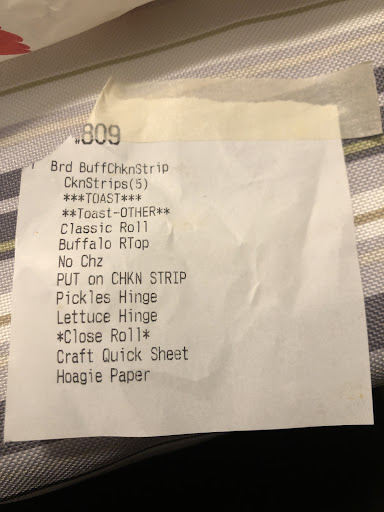 #809
1 Brd BuffChknStrip
CknStrips(5)
***TOAST***
**Toast-OTHER**
Classic Roll
Buffalo RTop
No Chz
PUT on CHKN STRIP
Pickles Hinge
Lettuce Hinge
*Close Roll*
Craft Quick Sheet
Hoagie Paper